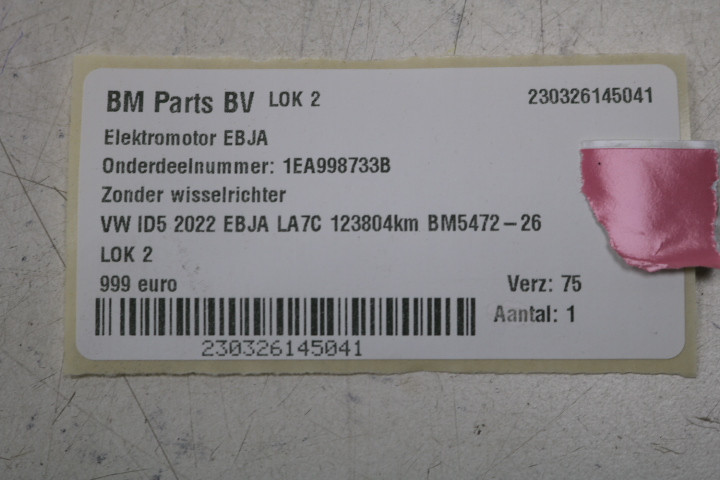 BM Parts BV LOK 2 230326145041
Elektromotor EBJA
Onderdeelnummer: 1EA998733B
Zonder wisselrichter
VW ID5 2022 EBJA LA7C 123804km BM5472-26
LOK 2
999 euro Verz: 75
Aantal: 1
230326145041